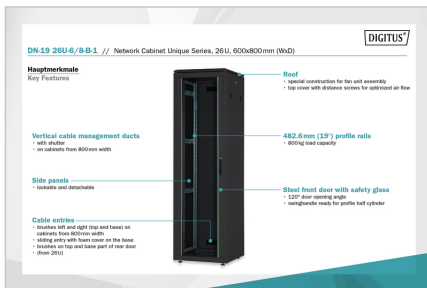 DIGITUS®
DN-19 26U-6/8-B-1 // Network Cabinet Unique Series, 26U, 600x800mm (WxD)
Hauptmerkmale
Key Features
Roof
· special construction for fan unit assembly
· top cover with distance screws for optimized air flow
Vertical cable management ducts
· with shutter
· on cabinets from 800mm width
482.6mm (19") profile rails
· 800kg load capacity
Side panels
· lockable and detachable
Steel front door with safety glass
· 120° door opening angle
· swinghandle ready for profile half cylinder
Cable entries
· brushes left and right (top and base) on
cabinets from 800mm width
· sliding entry with foam cover on the base
· brushes on top and base part of rear door
· (from 26U)